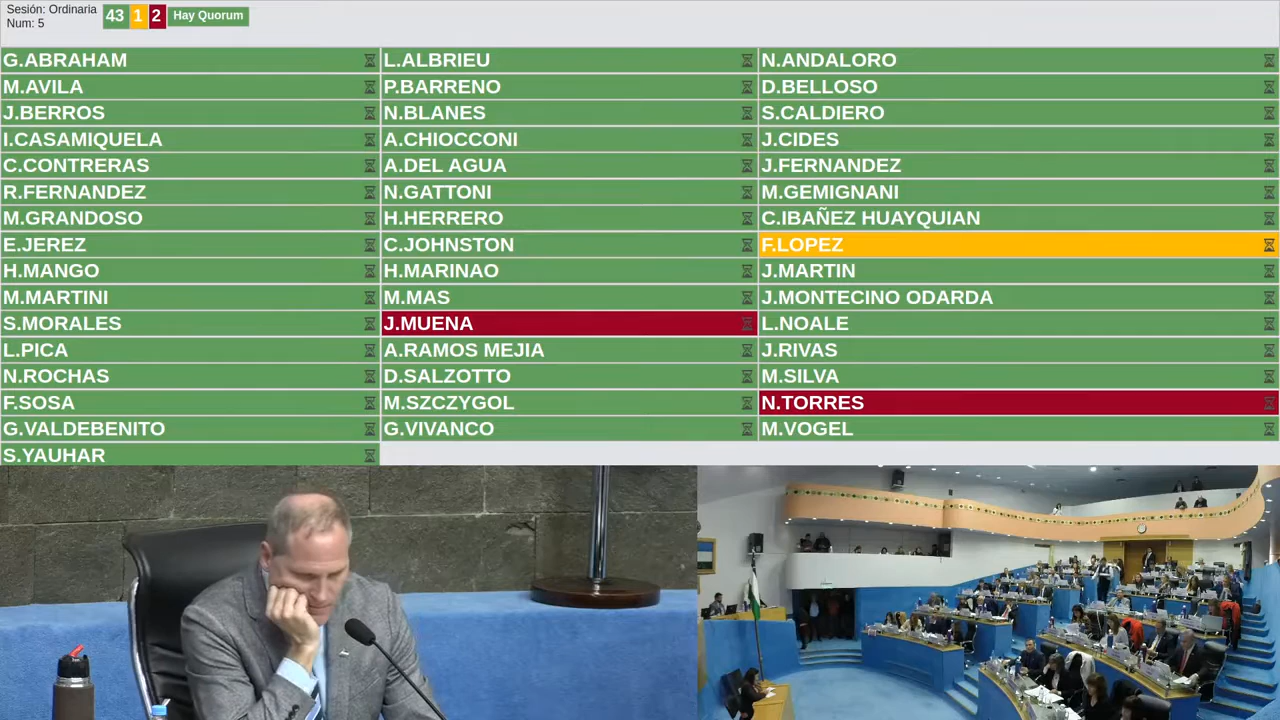 Sesión: Ordinaria
Num: 5
43 1 2 Hay Quorum
G.ABRAHAM L.ALBRIEU N.ANDALORO
M.AVILA P.BARRENO D.BELLOSO
J.BERROS N.BLANES S.CALDIERO
I.CASAMIQUELA A.CHIOCCONI J.CIDES
C.CONTRERAS A.DEL AGUA J.FERNANDEZ
R.FERNANDEZ N.GATTONI M.GEMIGNANI
M.GRANDOSO H.HERRERO C.IBAÑEZ HUAYQUIAN
E.JEREZ C.JOHNSTON F.LOPEZ
H.MANGO H.MARINAO J.MARTIN
M.MARTINI M.MAS J.MONTECINO ODARDA
S.MORALES J.MUENA L.NOALE
L.PICA A.RAMOS MEJIA J.RIVAS
N.ROCHAS D.SALZOTTO M.SILVA
F.SOSA M.SZCZYGOL N.TORRES
G.VALDEBENITO G.VIVANCO M.VOGEL
S.YAUHAR